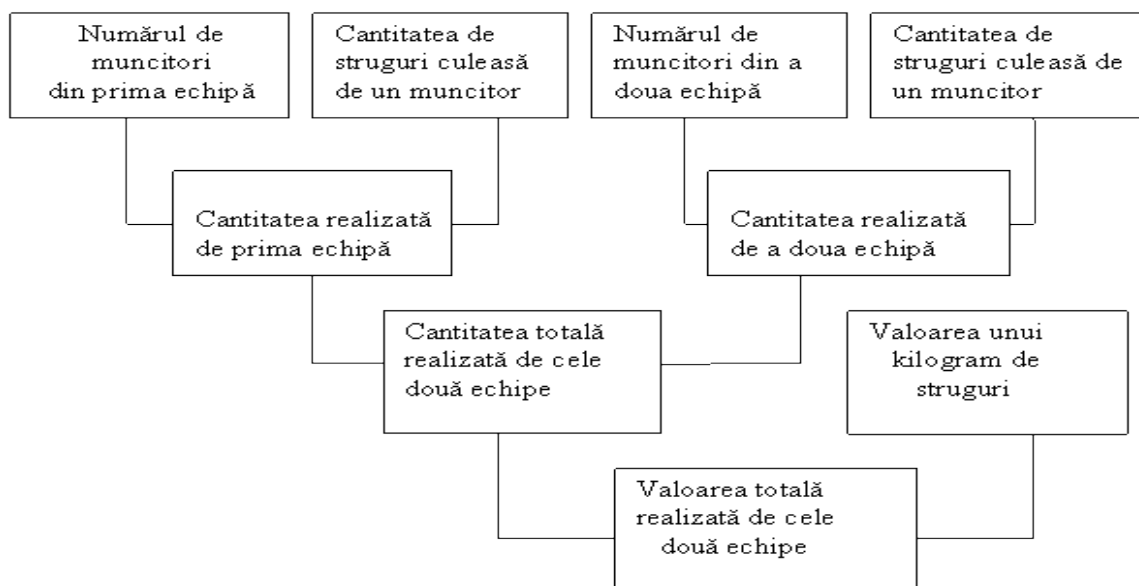 Numărul de
muncitori
din prima echipă
Cantitatea de
struguri culeasă
de un muncitor
Numărul de
muncitori din a
doua echipă
Cantitatea de
struguri culeasă de
un muncitor
Cantitatea realizată
de prima echipă
Cantitatea realizată
de a doua echipă
Cantitatea totală
realizată de cele
două echipe
Valoarea unui
kilogram de
struguri
Valoarea totală
realizată de cele
două echipe